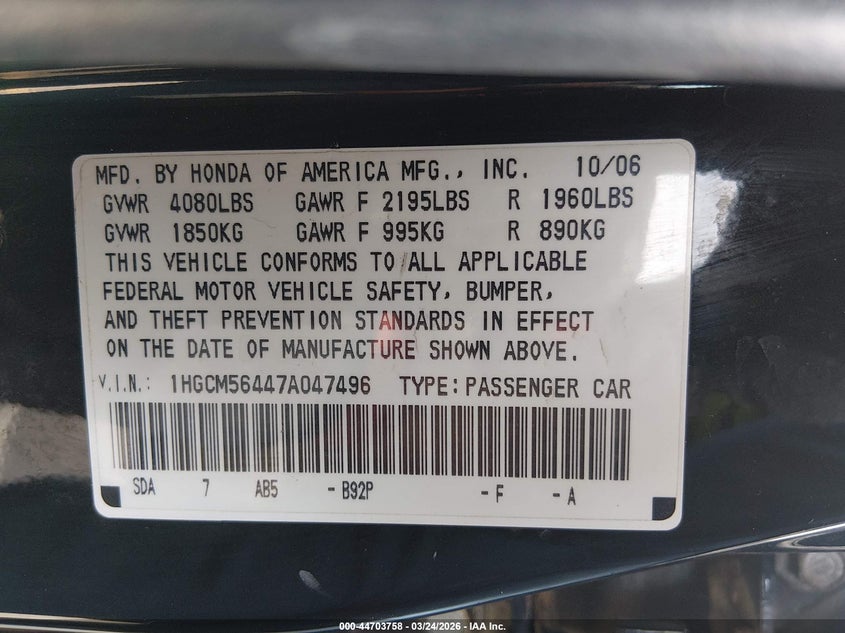 MFD. BY HONDA OF AMERICA MFG., INC. 10/06
GVWR 4080LBS GAWR F 2195LBS R 1960LBS
GVWR 1850KG GAWR F 995KG R 890KG
THIS VEHICLE CONFORMS TO ALL APPLICABLE
FEDERAL MOTOR VEHICLE SAFETY, BUMPER,
AND THEFT PREVENTION STANDARDS IN EFFECT
ON THE DATE OF MANUFACTURE SHOWN ABOVE.
V.I.N.: 1HGCM56447A047496 TYPE: PASSENGER CAR
SDA 7 AB5 - B92P - F - A
000-44703758 - 03/24/2026 - IAA Inc.